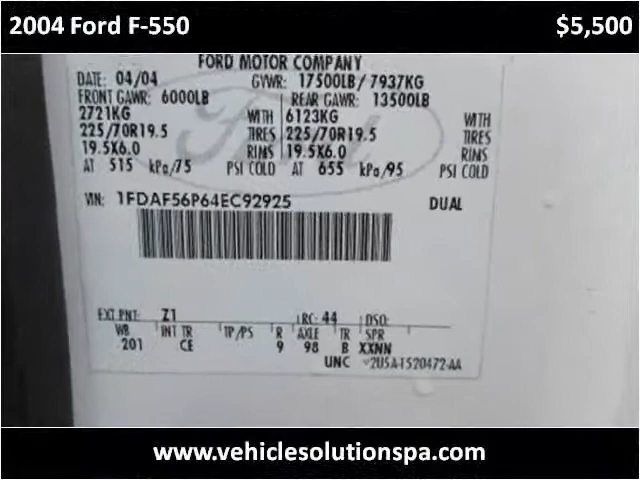 2004 Ford F-550 $5,500
FORD MOTOR COMPANY
DATE: 04/04 GVWR: 17500LB/ 7937KG
FRONT GAWR: 6000LB REAR GAWR: 13500LB
2721KG WITH 6123KG WITH
225/70R19.5 TIRES 225/70R19.5 TIRES
19.5X6.0 RIMS 19.5X6.0 RIMS
AT 515 kPa/75 PSI COLD AT 655 kPa/95 PSI COLD
VIN: 1FDAF56P64EC92925 DUAL
EXT PNT: Z1 RC: 44 DSO:
WB INT TR TP/PS R AXLE TR SPR
201 CE 9 98 B XXNN
UNC
Ford
www.vehiclesolutionspa.com